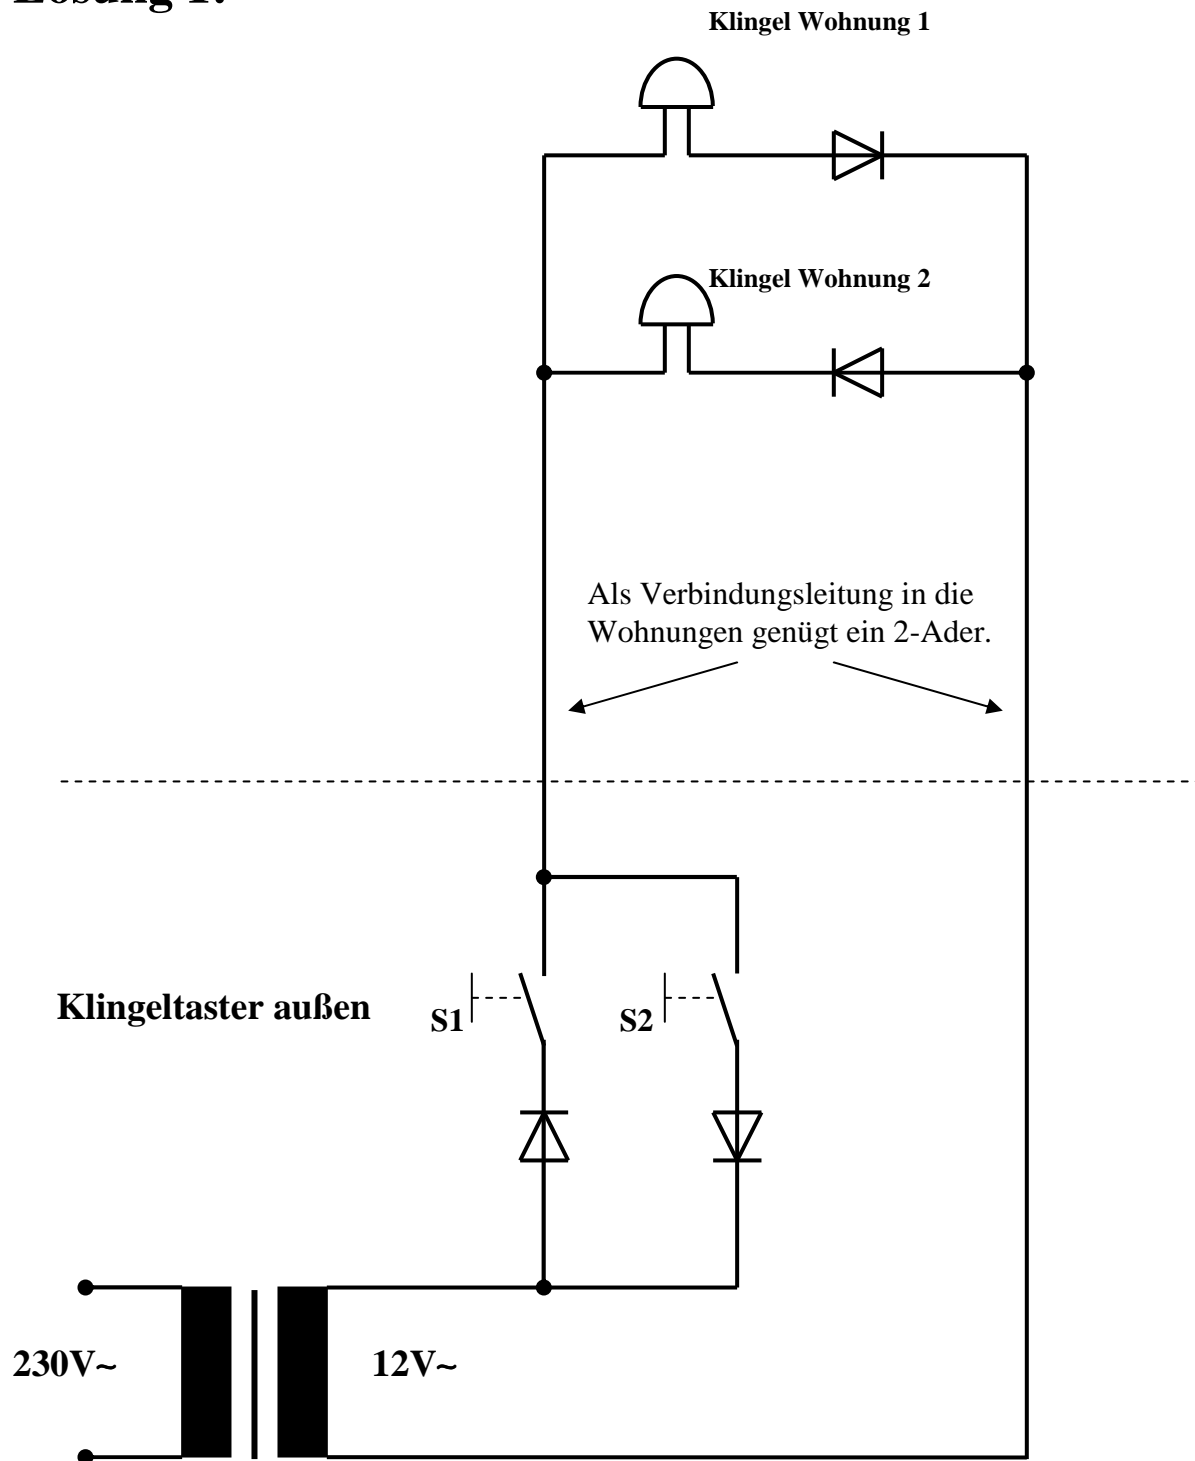 Lösung 1:
Klingel Wohnung 1
Klingel Wohnung 2
Als Verbindungsleitung in die
Wohnungen genügt ein 2-Ader.
Klingeltaster außen
S1
S2
230V~
12V~